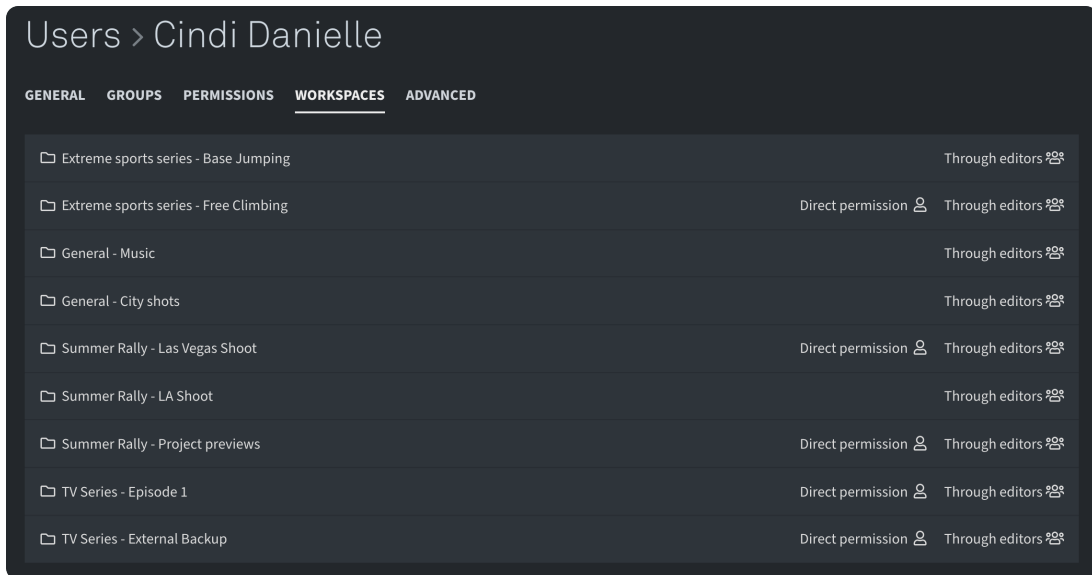 Users > Cindi Danielle
GENERAL GROUPS PERMISSIONS WORKSPACES ADVANCED
Extreme sports series - Base Jumping Through editors
Extreme sports series - Free Climbing Direct permission Through editors
General - Music Through editors
General - City shots Through editors
Summer Rally - Las Vegas Shoot Direct permission Through editors
Summer Rally - LA Shoot Through editors
Summer Rally - Project previews Direct permission Through editors
TV Series - Episode 1 Direct permission Through editors
TV Series - External Backup Direct permission Through editors